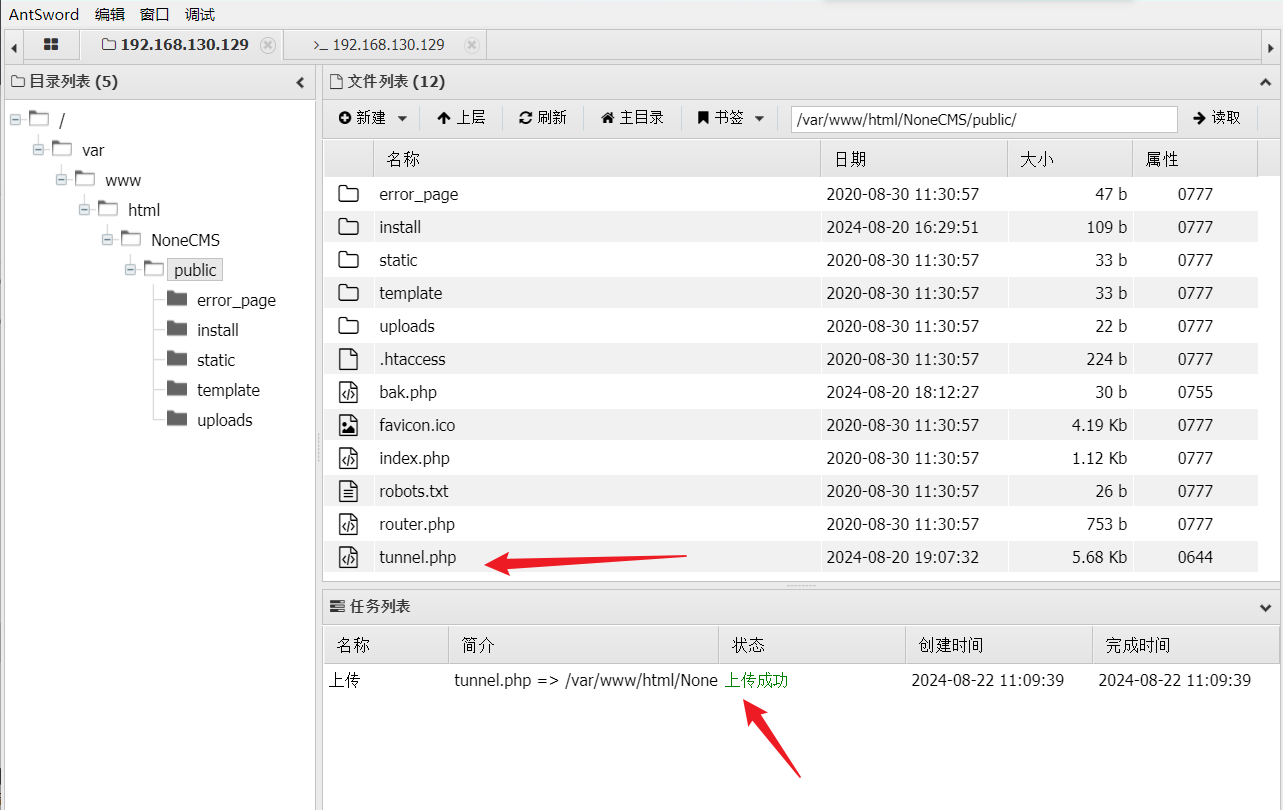 AntSword 编辑 窗口 调试
192.168.130.129 >_ 192.168.130.129
目录列表 (5)
/
var
www
html
NoneCMS
public
error_page
install
static
template
uploads
文件列表 (12)
新建 上层 刷新 主目录 书签 /var/www/html/NoneCMS/public/ 读取
名称 日期 大小 属性
error_page 2020-08-30 11:30:57 47 b 0777
install 2024-08-20 16:29:51 109 b 0777
static 2020-08-30 11:30:57 33 b 0777
template 2020-08-30 11:30:57 33 b 0777
uploads 2020-08-30 11:30:57 22 b 0777
.htaccess 2020-08-30 11:30:57 224 b 0777
bak.php 2024-08-20 18:12:27 30 b 0755
favicon.ico 2020-08-30 11:30:57 4.19 Kb 0777
index.php 2020-08-30 11:30:57 1.12 Kb 0777
robots.txt 2020-08-30 11:30:57 26 b 0777
router.php 2020-08-30 11:30:57 753 b 0777
tunnel.php 2024-08-20 19:07:32 5.68 Kb 0644
任务列表
名称 简介 状态 创建时间 完成时间
上传 tunnel.php => /var/www/html/None 上传成功 2024-08-22 11:09:39 2024-08-22 11:09:39